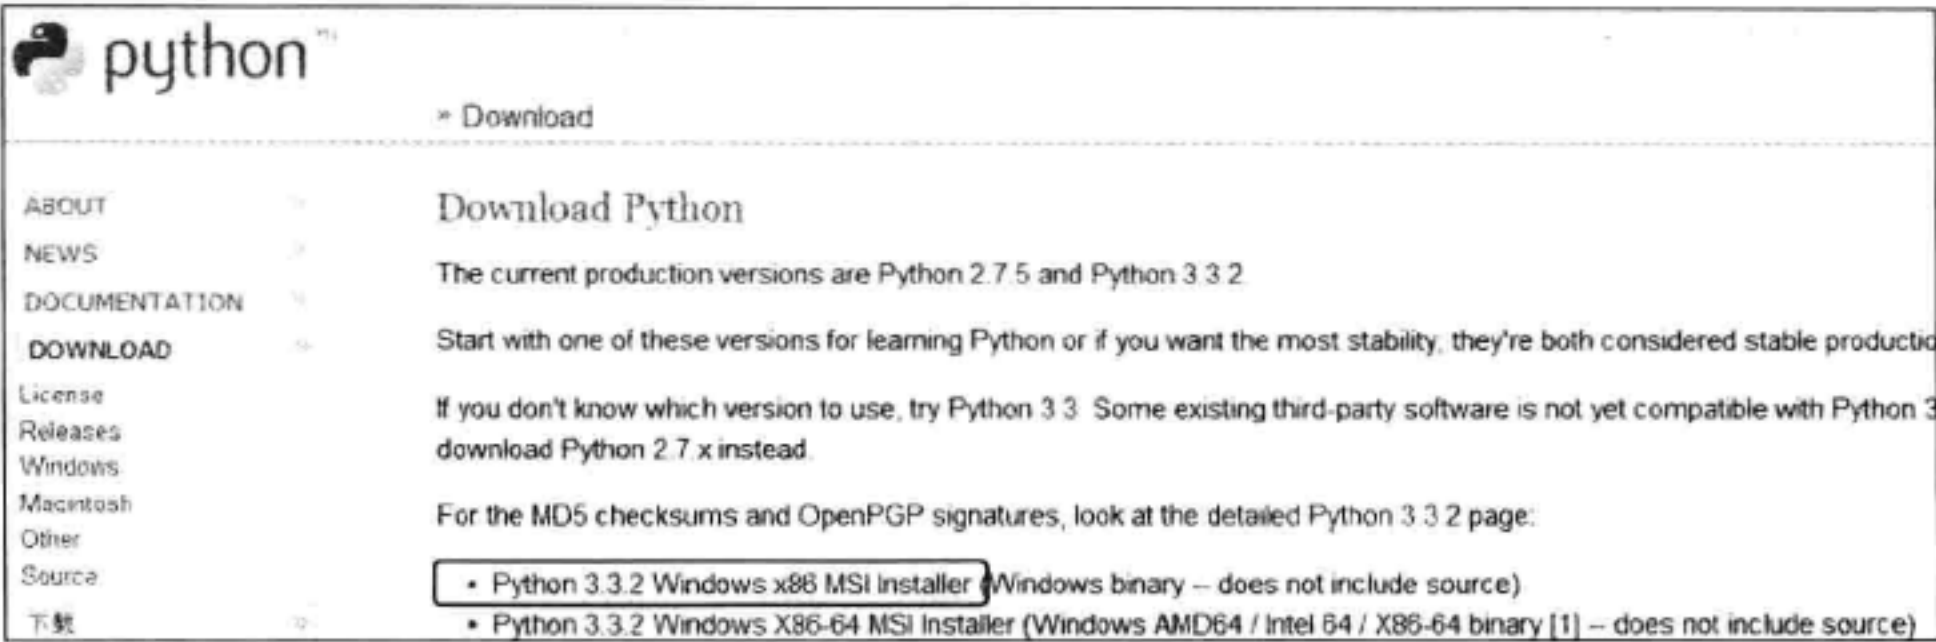 python
» Download
ABOUT
NEWS
DOCUMENTATION
DOWNLOAD
License
Releases
Windows
Macintosh
Other
Source
下載
Download Python
The current production versions are Python 2.7.5 and Python 3.3.2
Start with one of these versions for learning Python or if you want the most stability, they're both considered stable productio
If you don't know which version to use, try Python 3.3 Some existing third-party software is not yet compatible with Python 3
download Python 2.7.x instead.
For the MD5 checksums and OpenPGP signatures, look at the detailed Python 3.3.2 page:
• Python 3.3.2 Windows x86 MSI Installer (Windows binary -- does not include source)
• Python 3.3.2 Windows X86-64 MSI Installer (Windows AMD64 / Intel 64 / X86-64 binary [1] -- does not include source)